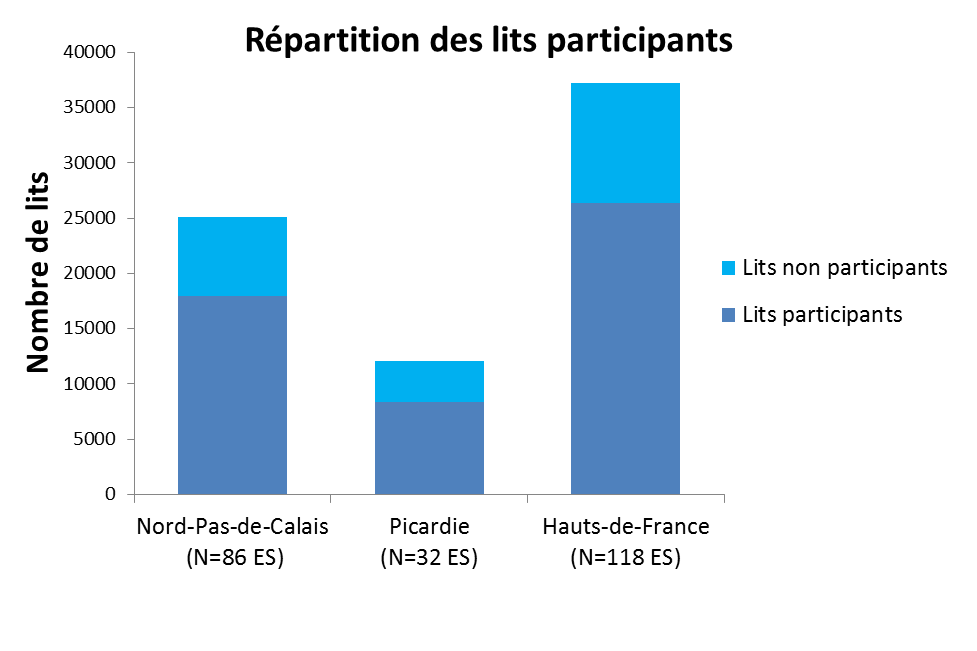 Répartition des lits participants
Nombre de lits
40000
35000
30000
25000
20000
15000
10000
5000
0
Nord-Pas-de-Calais
(N=86 ES)
Picardie
(N=32 ES)
Hauts-de-France
(N=118 ES)
Lits non participants
Lits participants